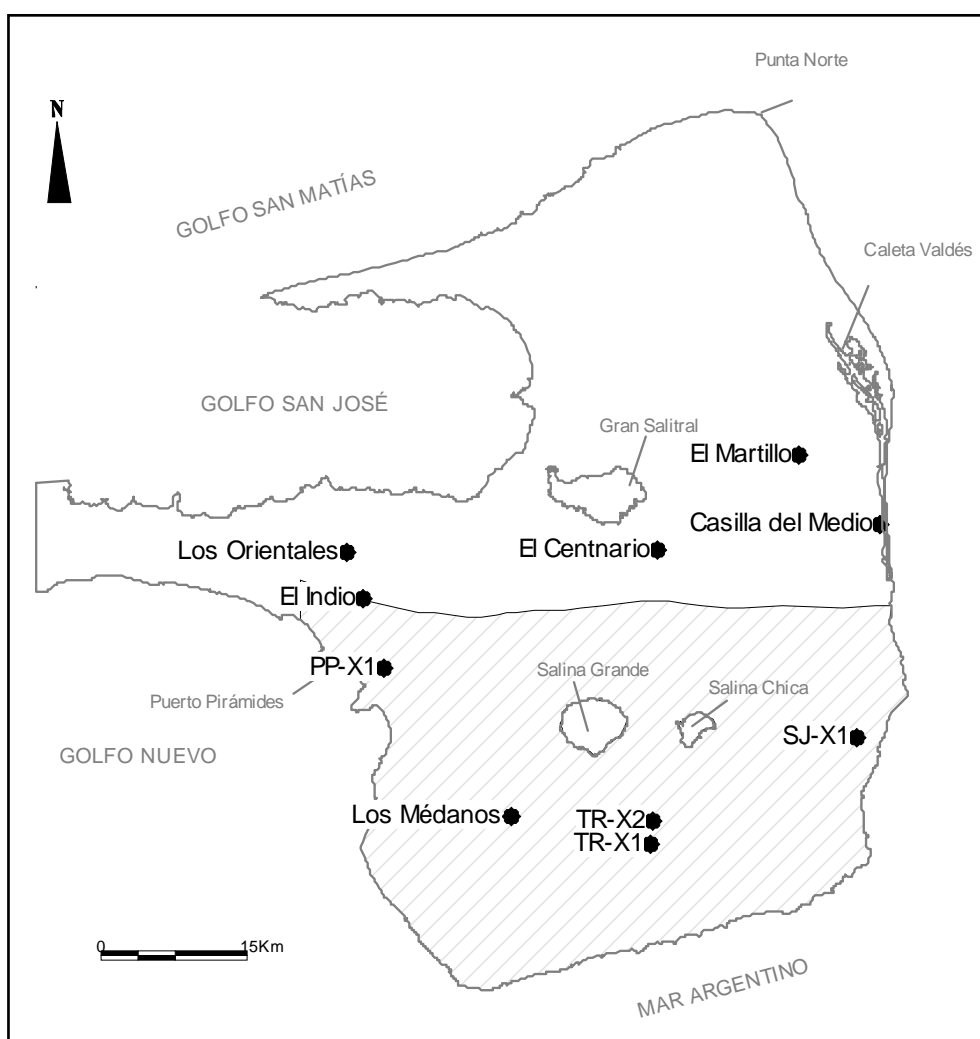 Punta Norte
N
GOLFO SAN MATÍAS
Caleta Valdés
GOLFO SAN JOSÉ
Gran Salitral
El Martillo
Casilla del Medio
Los Orientales
El Centnario
El Indio
PP-X1
Salina Grande
Salina Chica
Puerto Pirámides
SJ-X1
GOLFO NUEVO
Los Médanos
TR-X2
TR-X1
0 15Km
MAR ARGENTINO